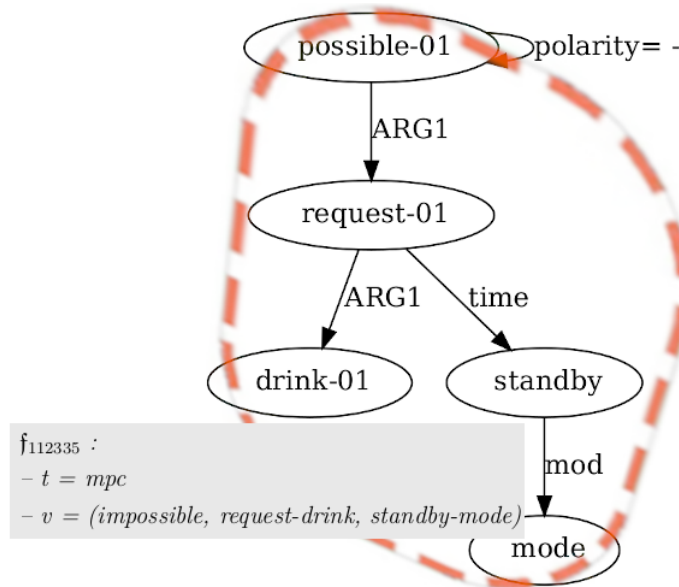 possible-01
polarity= -
ARG1
request-01
ARG1
time
drink-01
standby
𝔣112335 :
– t = mpc
mod
– v = (impossible, request-drink, standby-mode)
mode